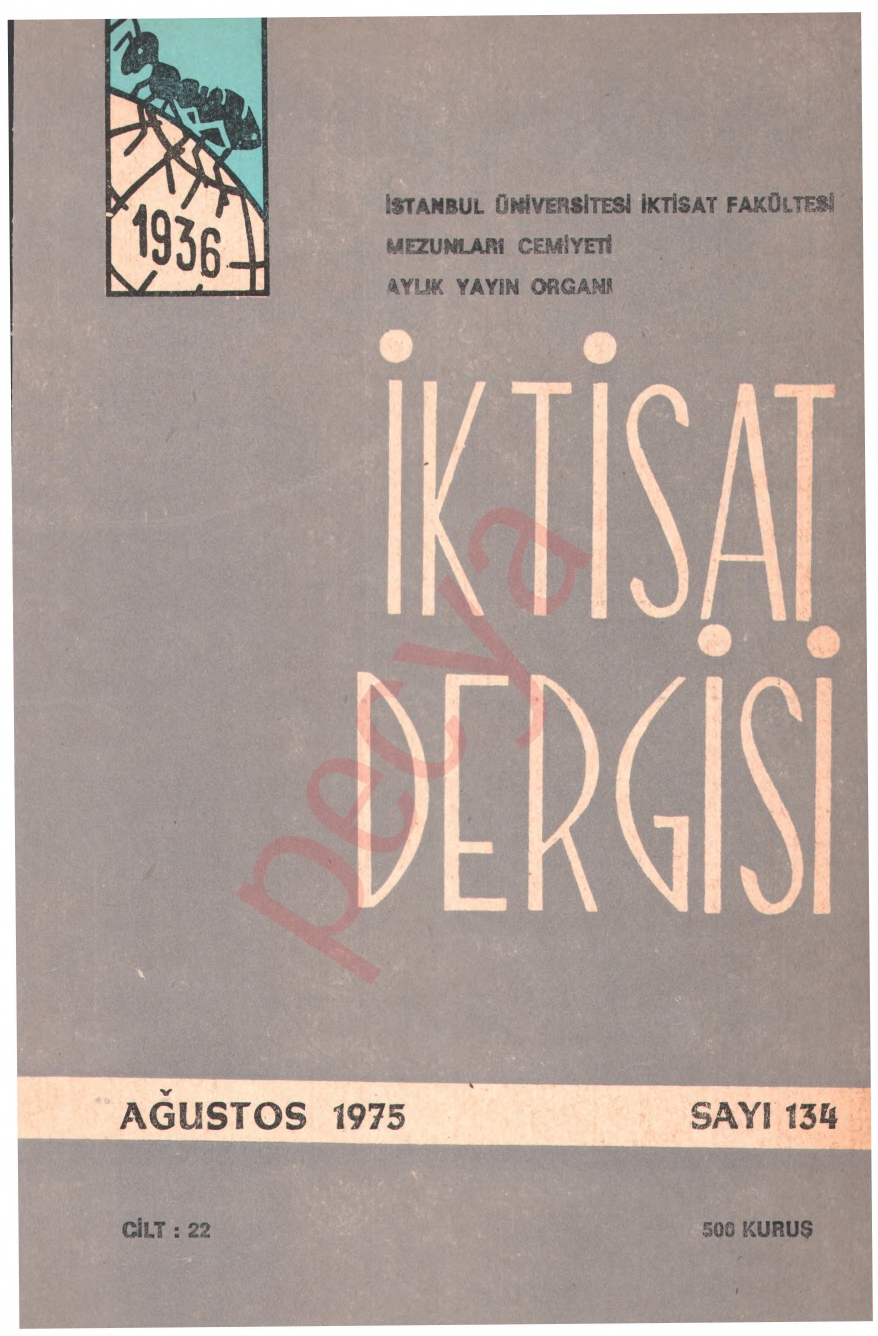 1936
İSTANBUL ÜNİVERSİTESİ İKTİSAT FAKÜLTESİ
MEZUNLARI CEMİYETİ
AYLIK YAYIN ORGANI
İKTİSAT
DERGİSİ
pecya
AĞUSTOS 1975 SAYI 134
CİLT : 22 500 KURUŞ